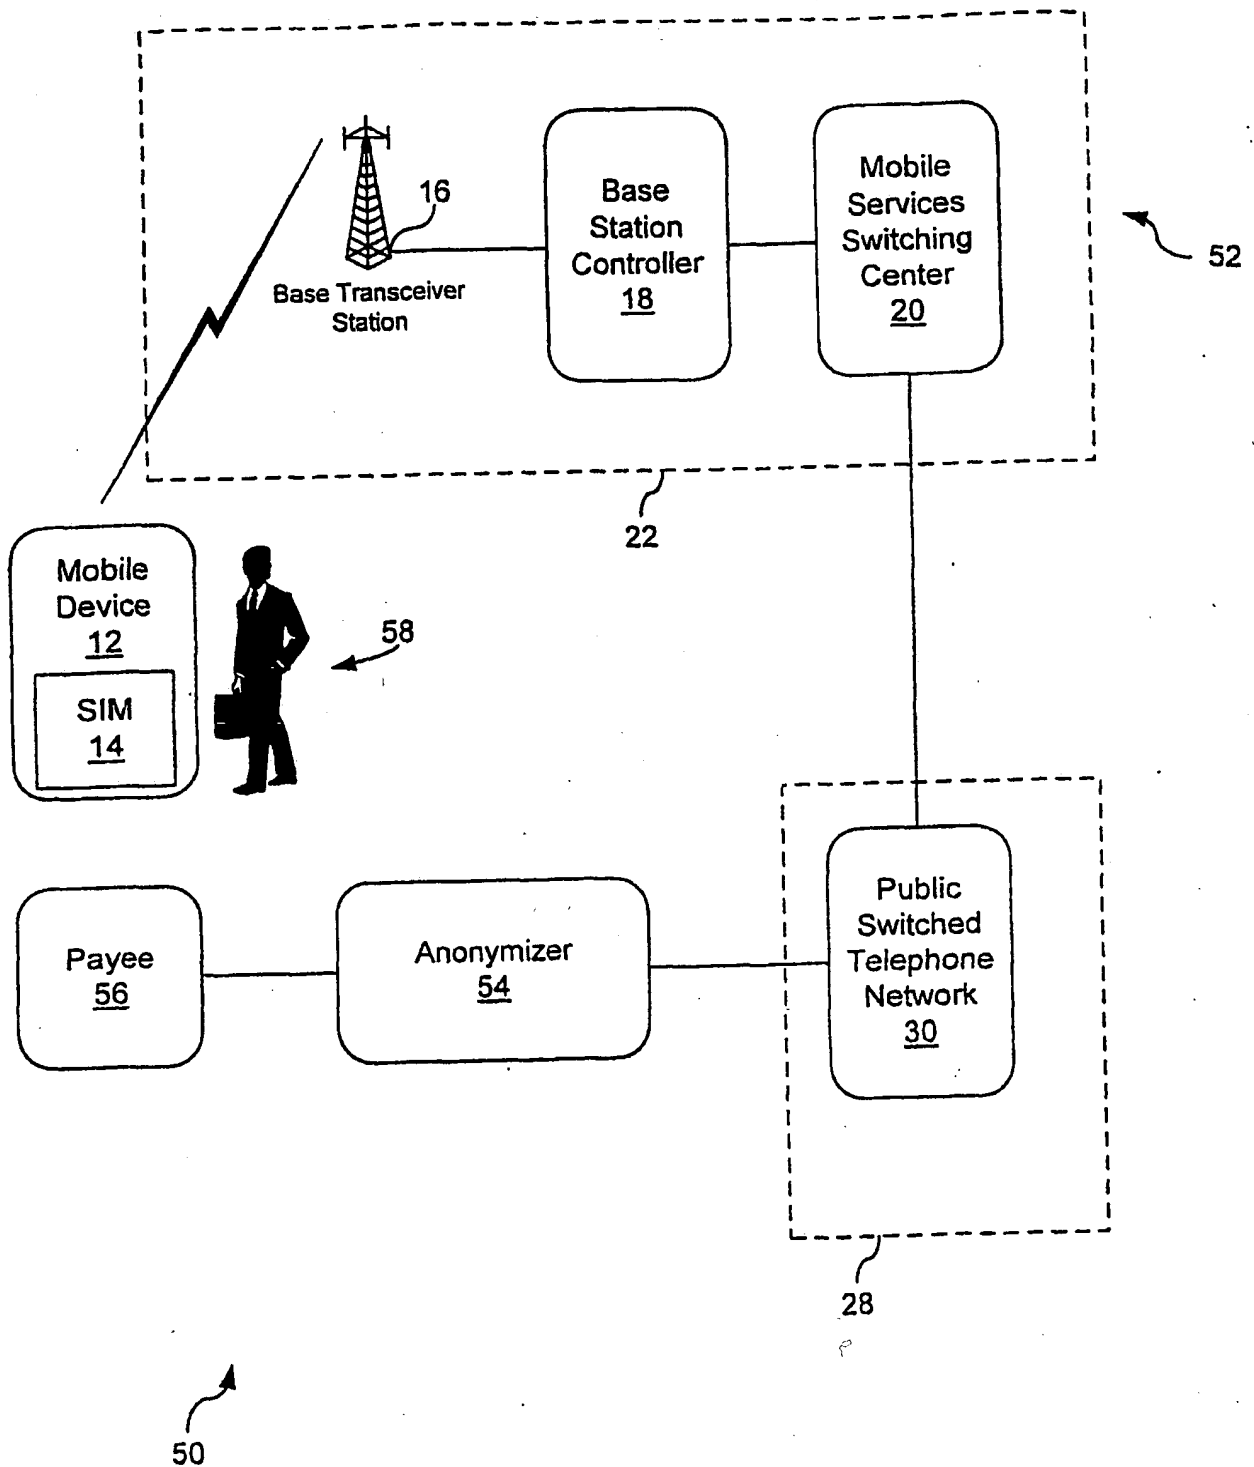 16
Base Transceiver
Station
Base
Station
Controller
18
Mobile
Services
Switching
Center
20
52
22
Mobile
Device
12
SIM
14
58
Payee
56
Anonymizer
54
Public
Switched
Telephone
Network
30
28
50